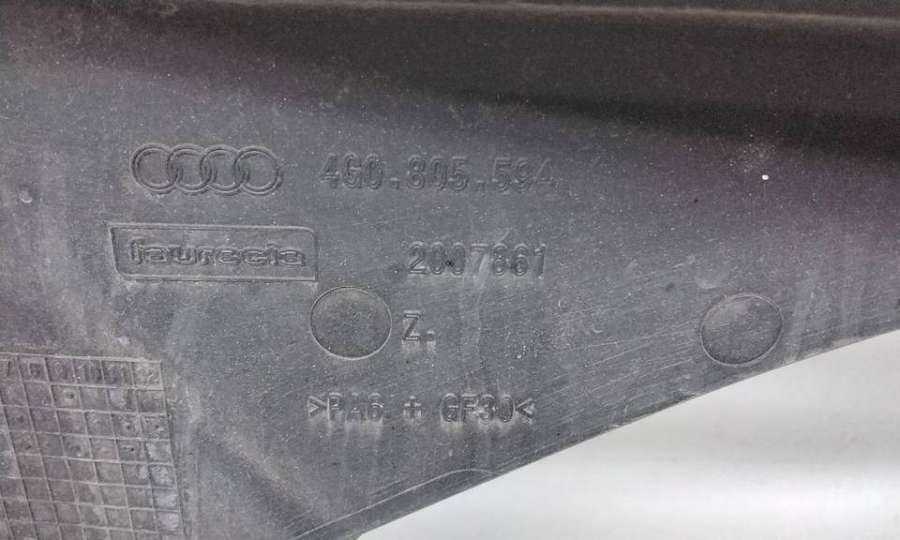 4G0.805.594
faurecia
2007861
Z.
>PA6 + GF30<